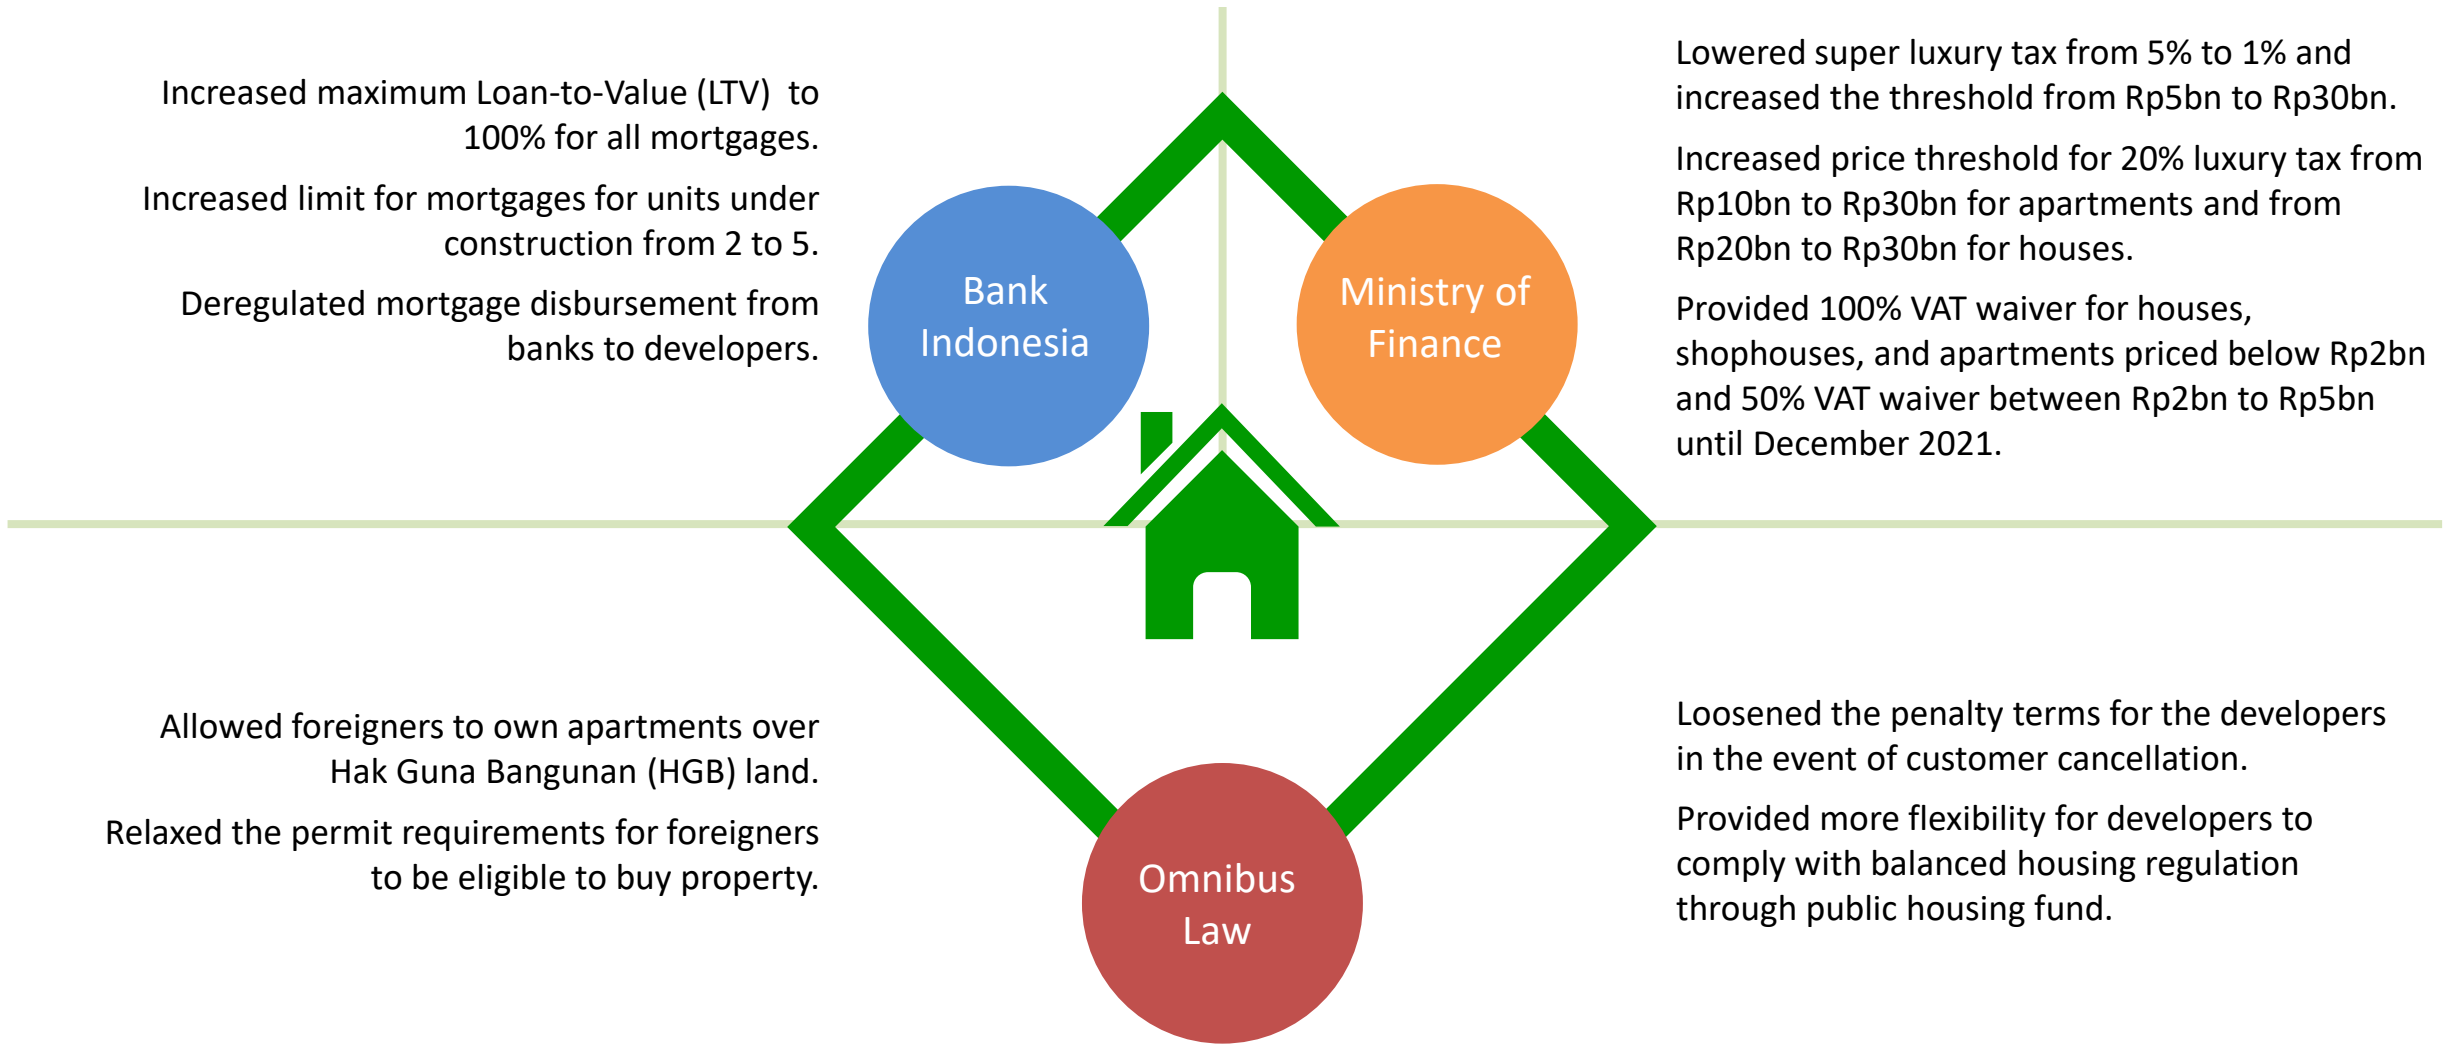 Increased maximum Loan-to-Value (LTV)  to
100% for all mortgages.
Increased limit for mortgages for units under
construction from 2 to 5.
Deregulated mortgage disbursement from
banks to developers.
Bank
Indonesia
Ministry of
Finance
Lowered super luxury tax from 5% to 1% and
increased the threshold from Rp5bn to Rp30bn.
Increased price threshold for 20% luxury tax from
Rp10bn to Rp30bn for apartments and from
Rp20bn to Rp30bn for houses.
Provided 100% VAT waiver for houses,
shophouses, and apartments priced below Rp2bn
and 50% VAT waiver between Rp2bn to Rp5bn
until December 2021.
Allowed foreigners to own apartments over
Hak Guna Bangunan (HGB) land.
Relaxed the permit requirements for foreigners
to be eligible to buy property.
Omnibus
Law
Loosened the penalty terms for the developers
in the event of customer cancellation.
Provided more flexibility for developers to
comply with balanced housing regulation
through public housing fund.